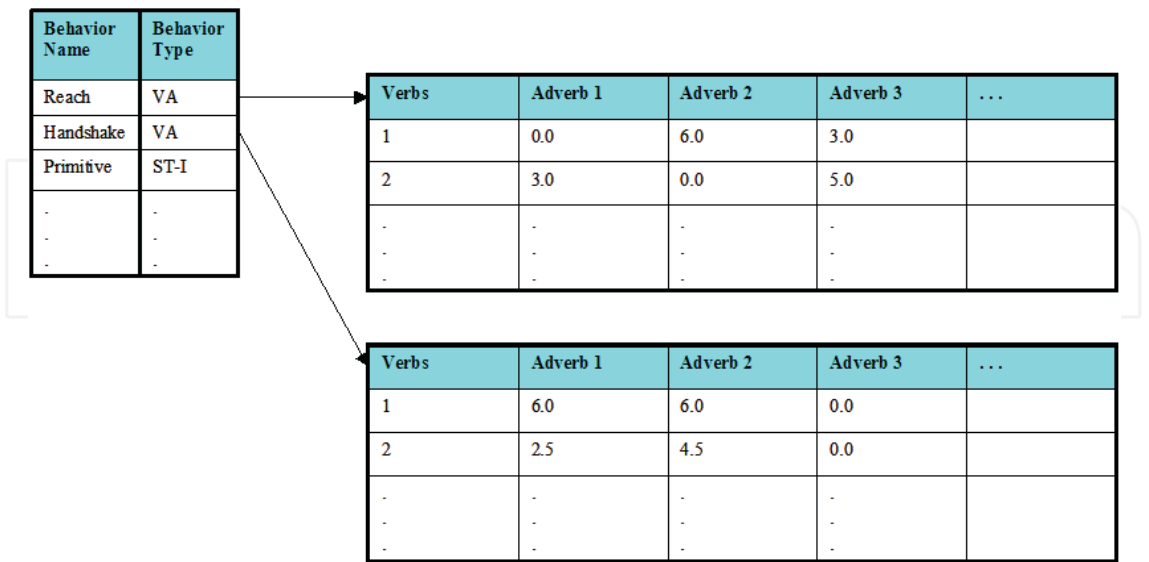 Behavior Name Behavior Type
Reach VA
Handshake VA
Primitive ST-I
. .
. .
. .
Verbs Adverb 1 Adverb 2 Adverb 3 ...
1 0.0 6.0 3.0
2 3.0 0.0 5.0
. . . .
. . . .
. . . .
Verbs Adverb 1 Adverb 2 Adverb 3 ...
1 6.0 6.0 0.0
2 2.5 4.5 0.0
. . . .
. . . .
. . . .